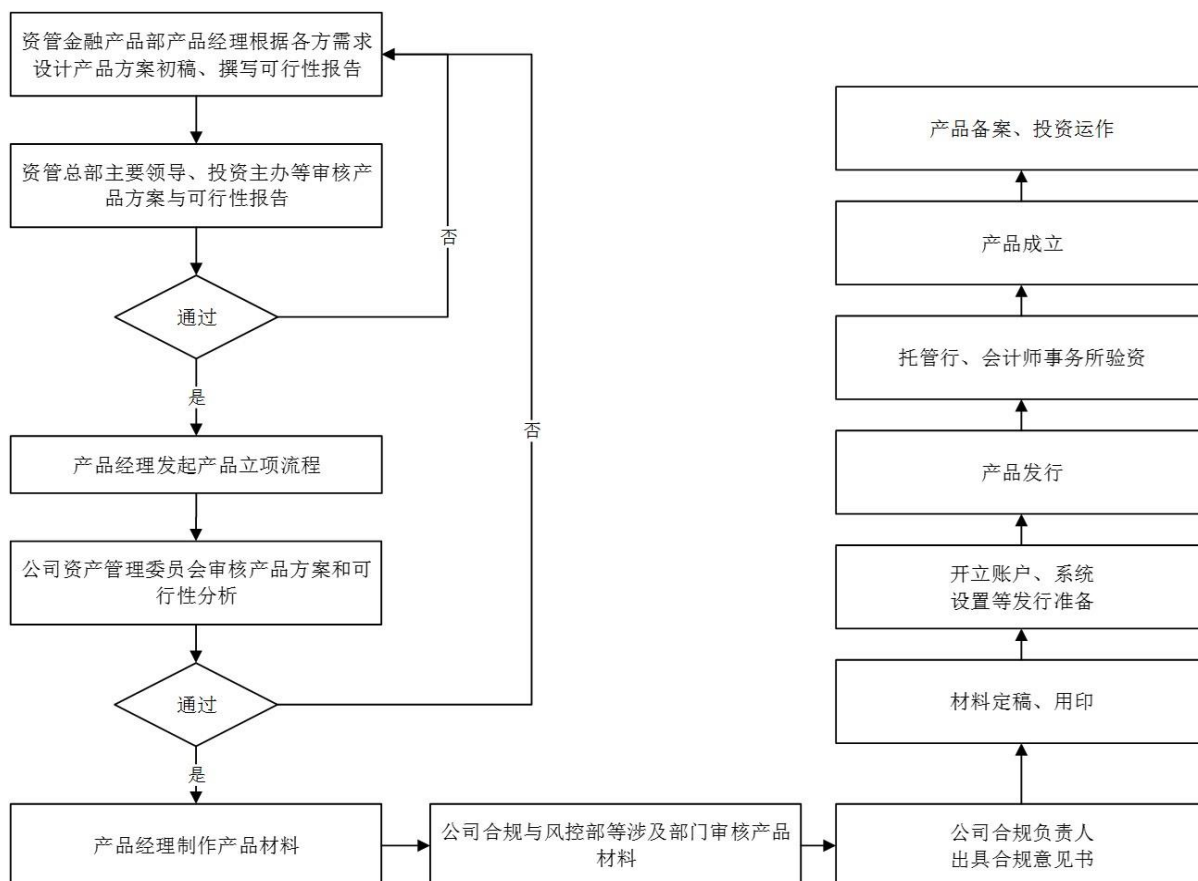 资管金融产品部产品经理根据各方需求
设计产品方案初稿、撰写可行性报告
资管总部主要领导、投资主办等审核产
品方案与可行性报告
否
通过
是
产品经理发起产品立项流程
否
公司资产管理委员会审核产品方案和可
行性分析
通过
是
产品经理制作产品材料
公司合规与风控部等涉及部门审核产品
材料
公司合规负责人
出具合规意见书
材料定稿、用印
开立账户、系统
设置等发行准备
产品发行
托管行、会计师事务所验资
产品成立
产品备案、投资运作